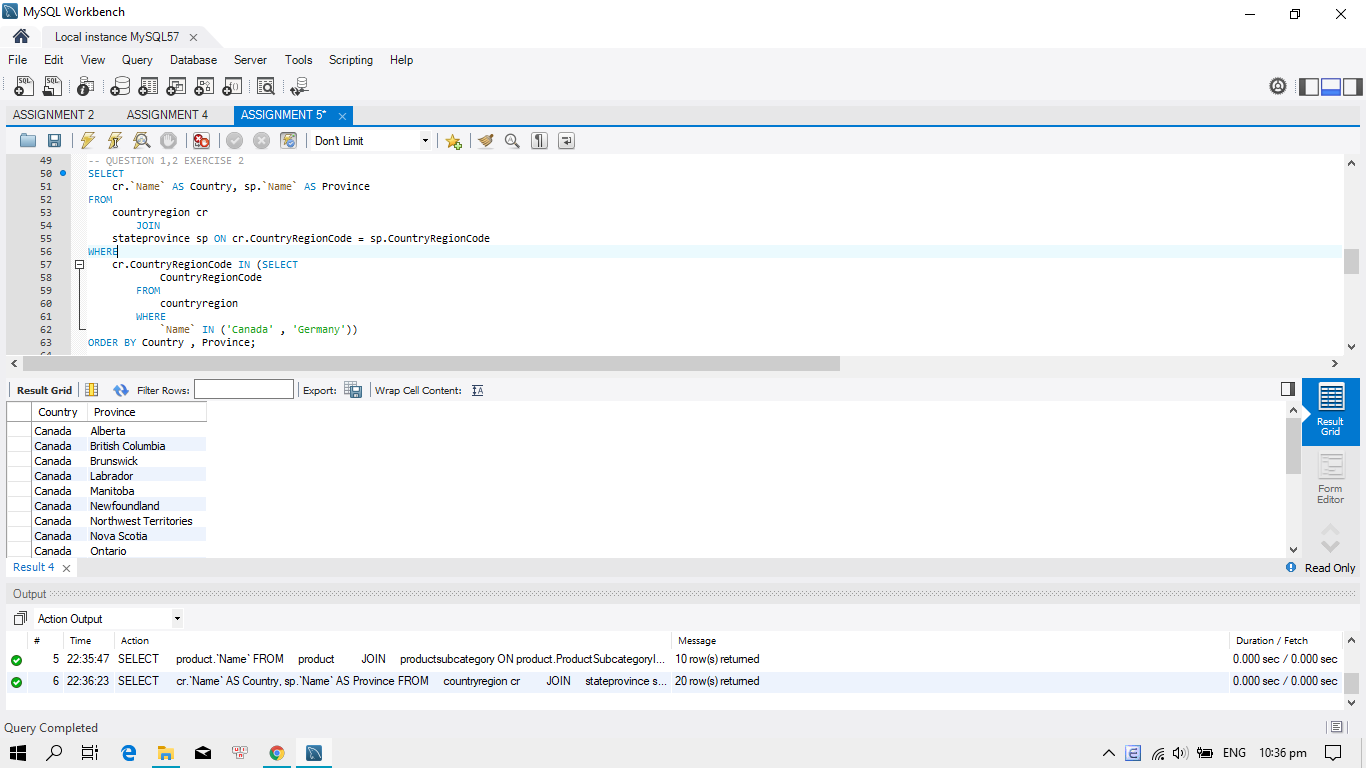 MySQL Workbench
Local instance MySQL57
File Edit View Query Database Server Tools Scripting Help
ASSIGNMENT 2 ASSIGNMENT 4 ASSIGNMENT 5*
Don't Limit
49 -- QUESTION 1,2 EXERCISE 2
50 SELECT
51 cr.`Name` AS Country, sp.`Name` AS Province
52 FROM
53 countryregion cr
54 JOIN
55 stateprovince sp ON cr.CountryRegionCode = sp.CountryRegionCode
56 WHERE
57 cr.CountryRegionCode IN (SELECT
58 CountryRegionCode
59 FROM
60 countryregion
61 WHERE
62 `Name` IN ('Canada' , 'Germany'))
63 ORDER BY Country , Province;
Result Grid Filter Rows: Export: Wrap Cell Content:
Country Province
Canada Alberta
Canada British Columbia
Canada Brunswick
Canada Labrador
Canada Manitoba
Canada Newfoundland
Canada Northwest Territories
Canada Nova Scotia
Canada Ontario
Result Grid
Form Editor
Result 4
Read Only
Output
Action Output
# Time Action Message Duration / Fetch
5 22:35:47 SELECT product.`Name` FROM product JOIN productsubcategory ON product.ProductSubcategoryI... 10 row(s) returned 0.000 sec / 0.000 sec
6 22:36:23 SELECT cr.`Name` AS Country, sp.`Name` AS Province FROM countryregion cr JOIN stateprovince s... 20 row(s) returned 0.000 sec / 0.000 sec
Query Completed
ENG 10:36 pm